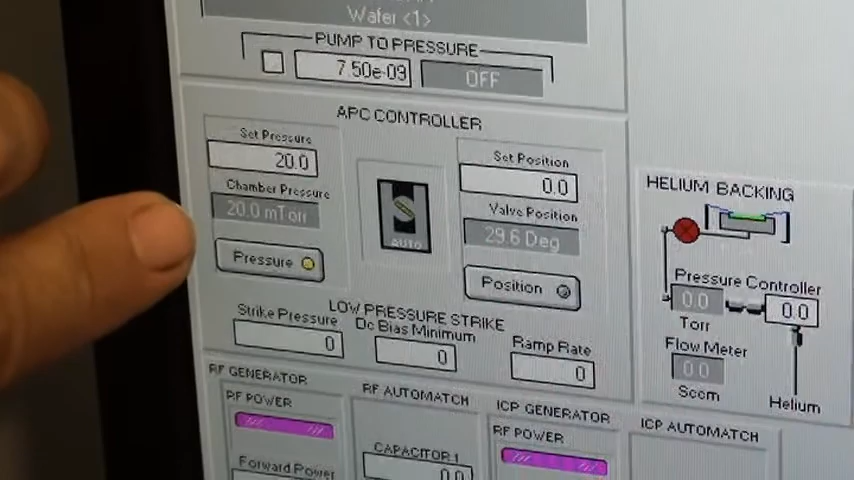 Wafer <1>
PUMP TO PRESSURE
7.50e-09
OFF
APC CONTROLLER
Set Pressure
20.0
Chamber Pressure
20.0 mTorr
Pressure
AUTO
Set Position
0.0
Valve Position
29.6 Deg
Position
HELIUM BACKING
Pressure Controller
0.0
0.0
Torr
Flow Meter
0.0
Sccm
Helium
LOW PRESSURE STRIKE
Strike Pressure
0
Dc Bias Minimum
0
Ramp Rate
0
RF GENERATOR
RF POWER
Forward Power
RF AUTOMATCH
CAPACITOR 1
0.0
ICP GENERATOR
RF POWER
ICP AUTOMATCH